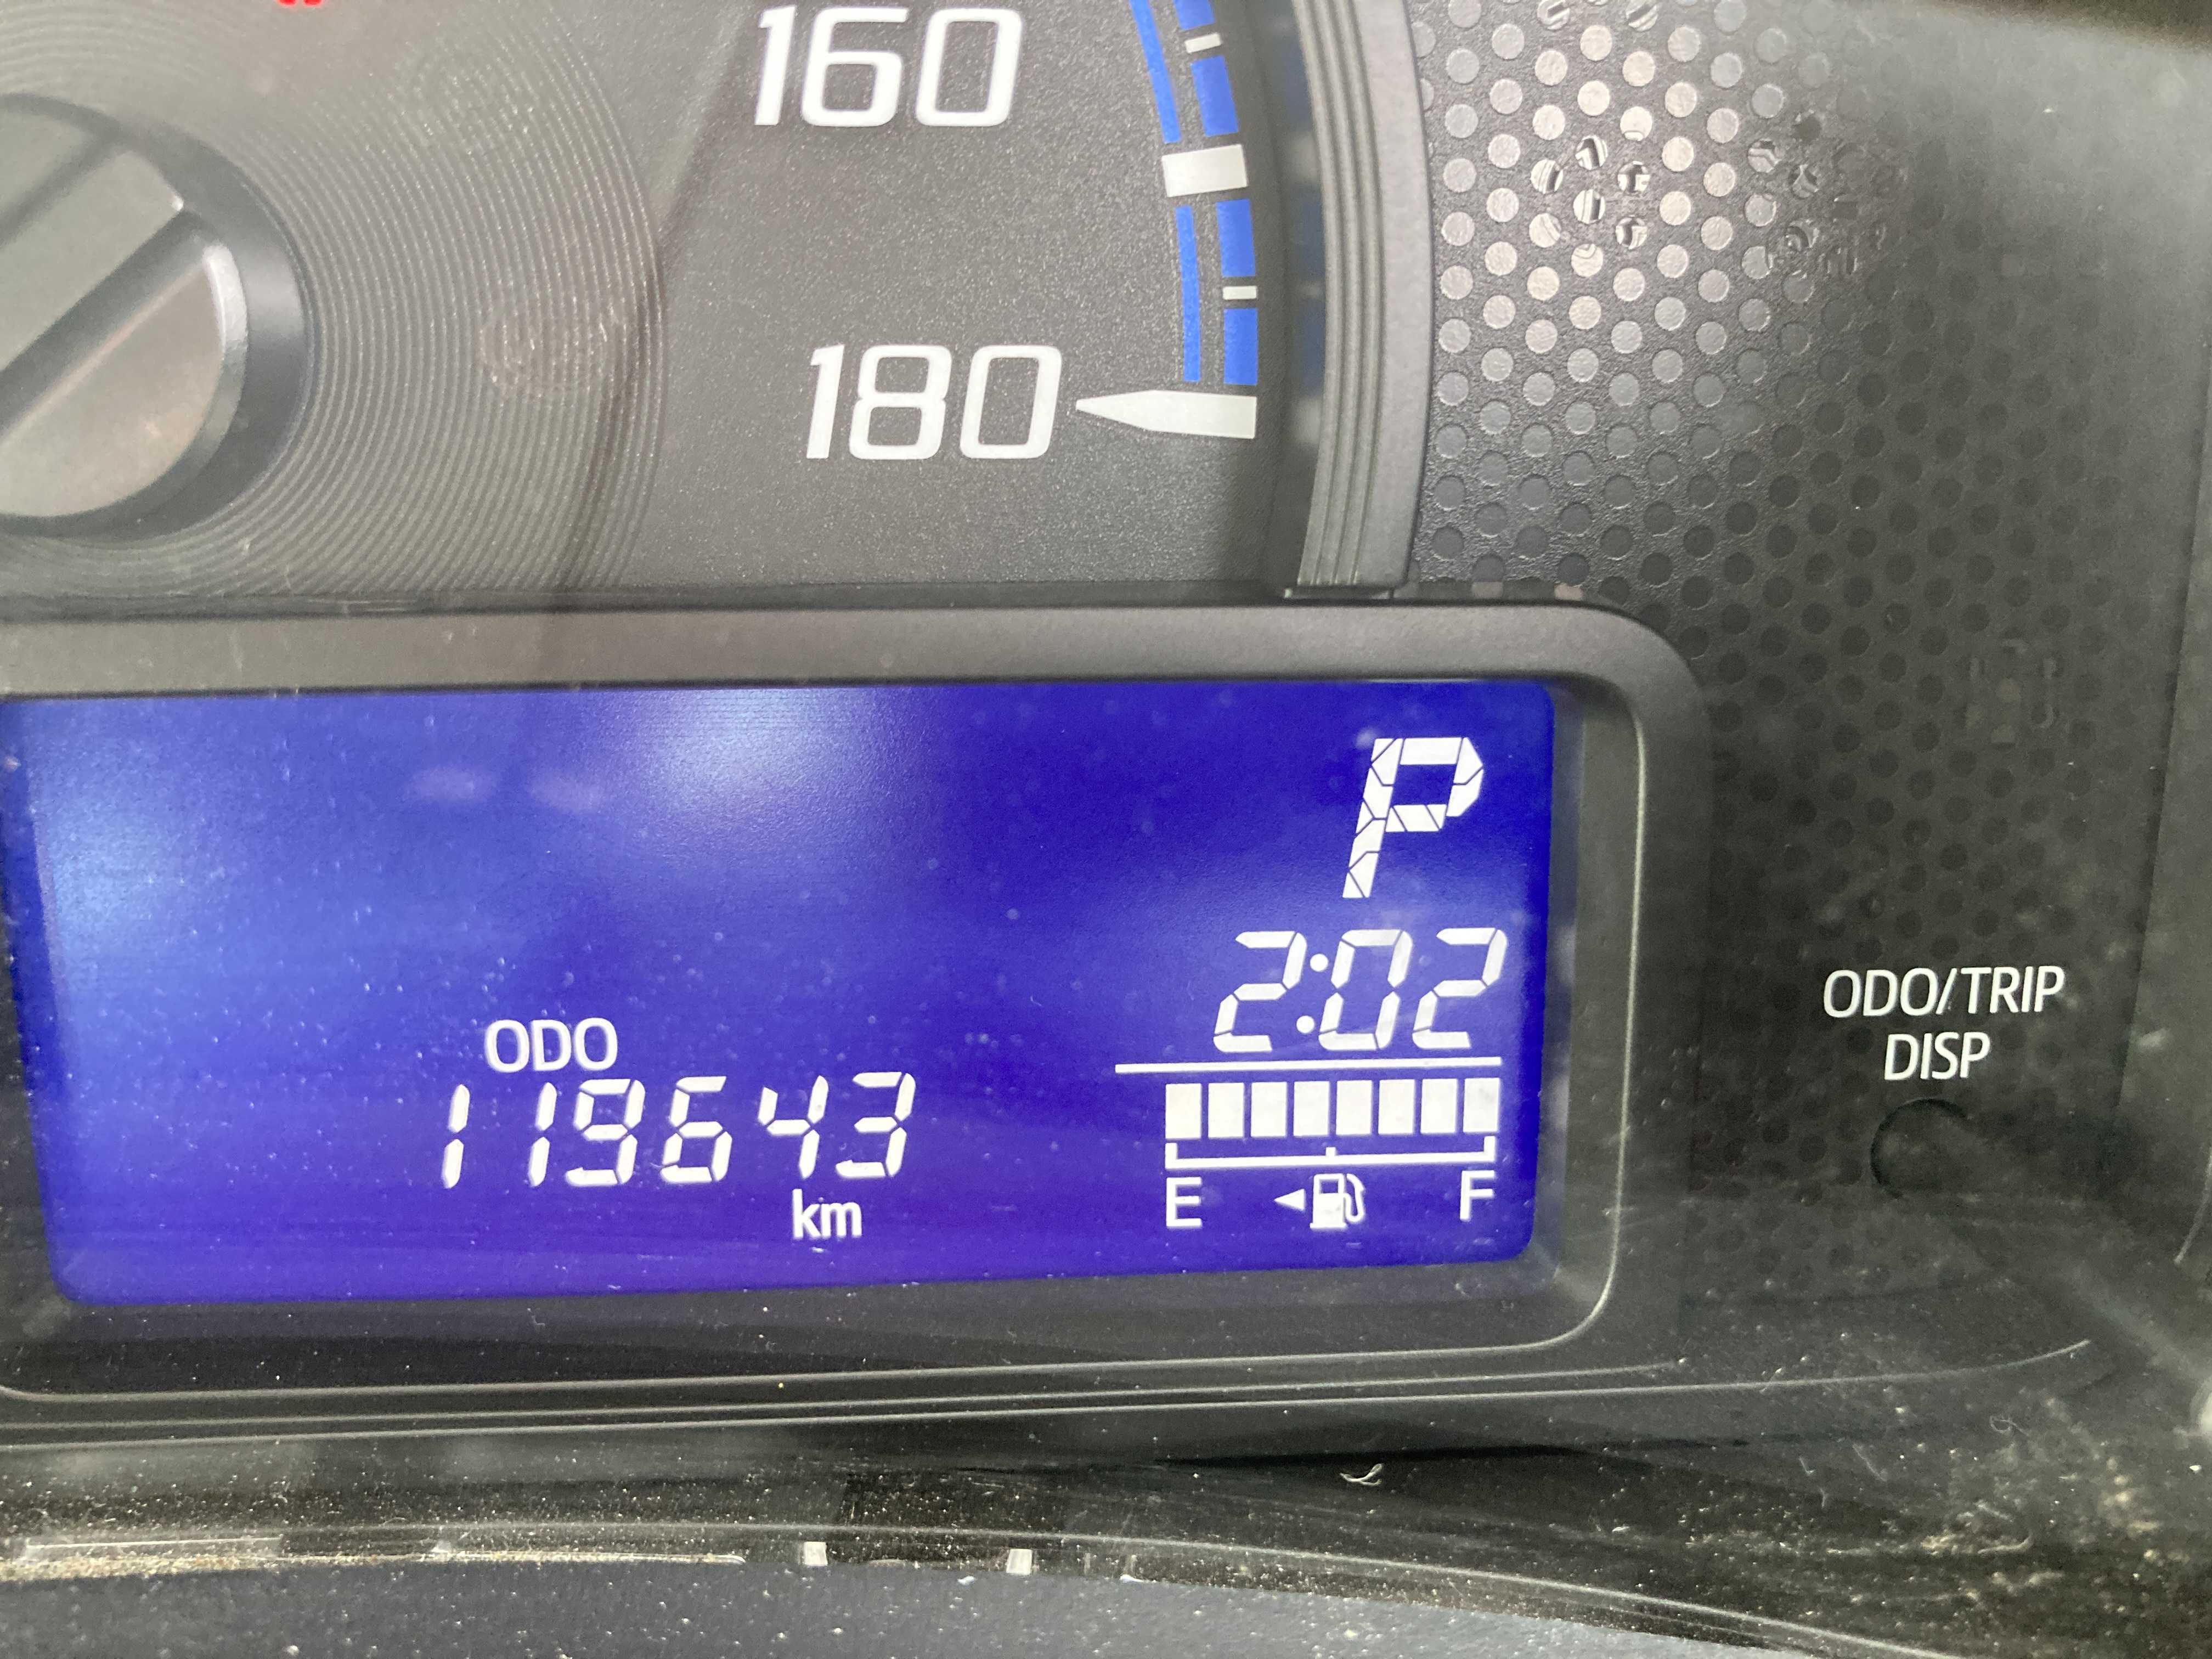 160
180
P
2:02
ODO
119643
km
E F
ODO/TRIP
DISP